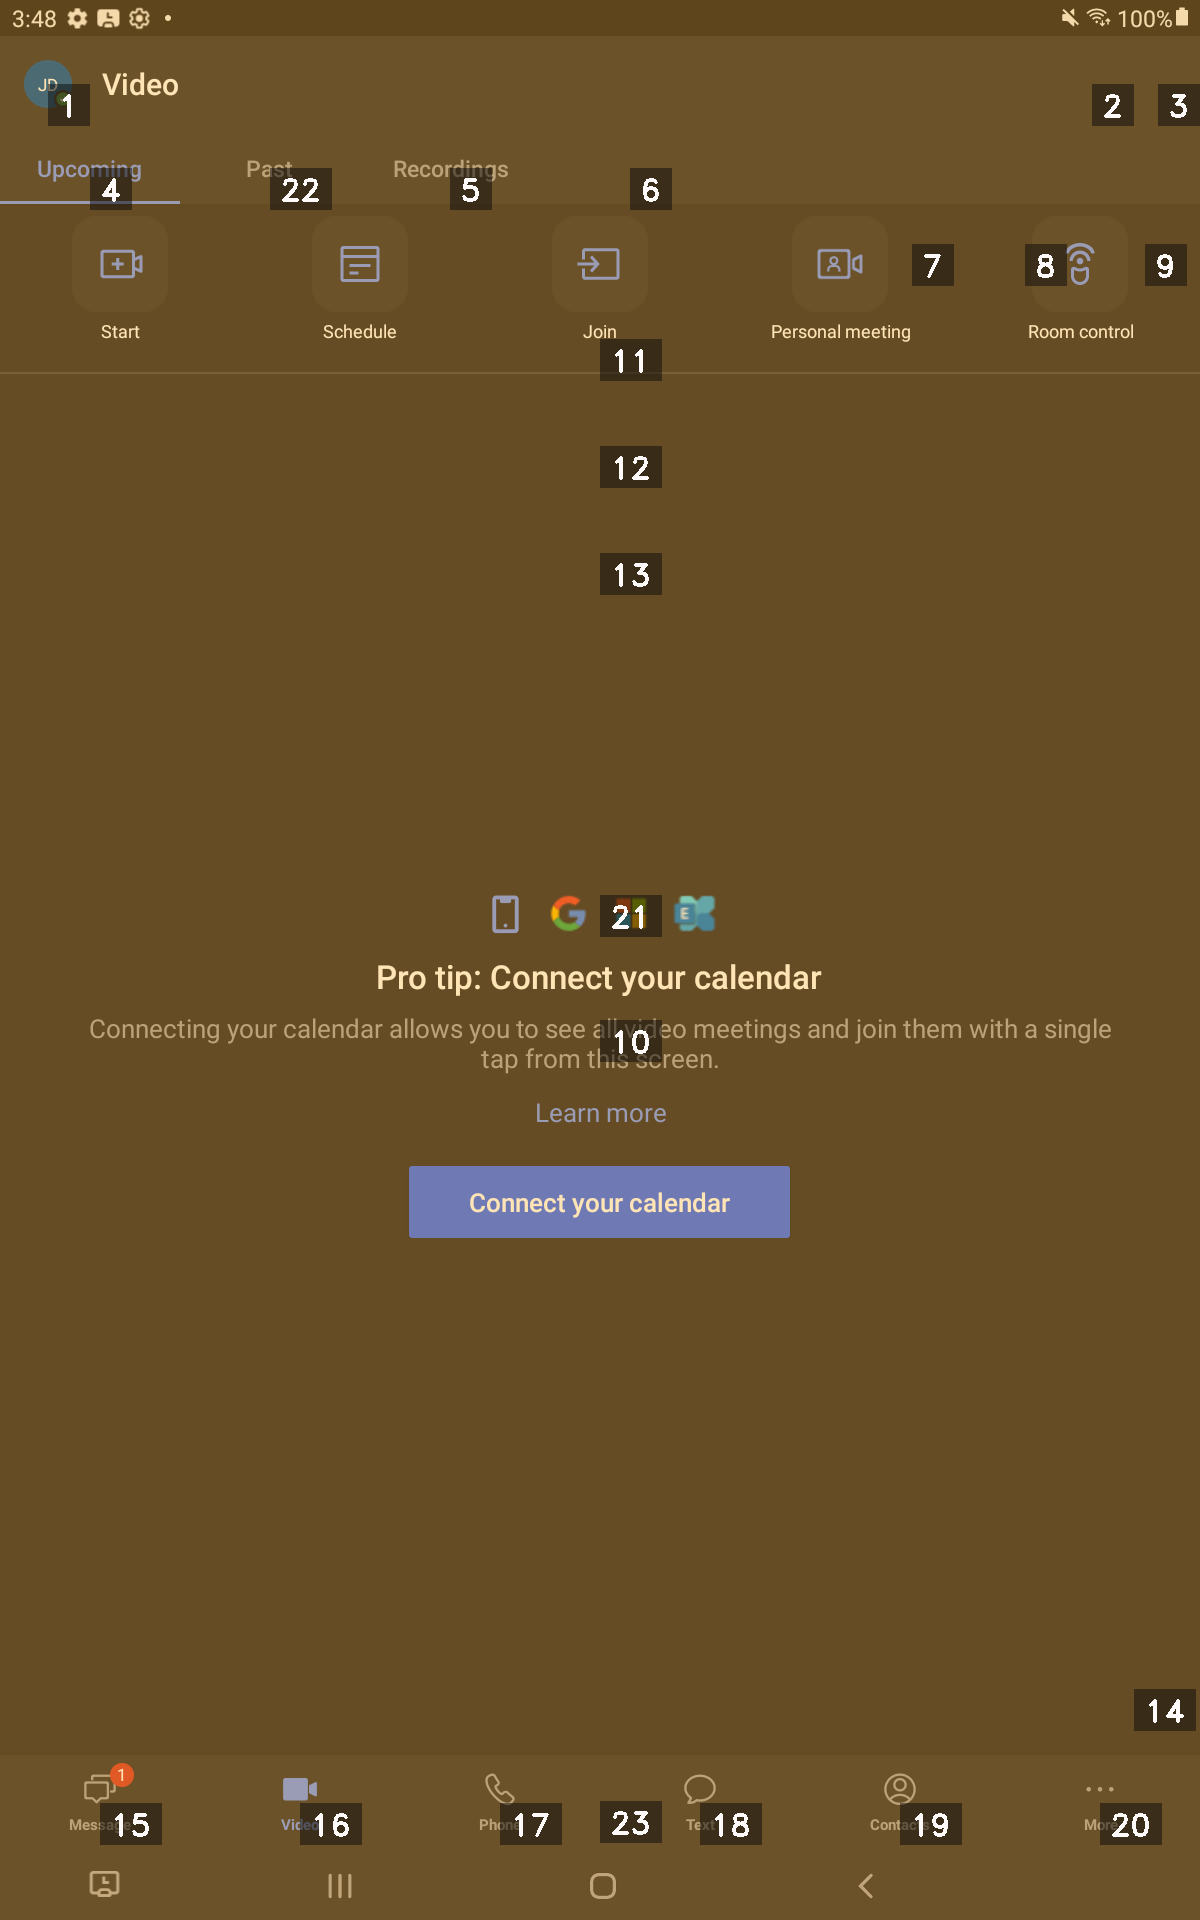 3:48
100%
JD
Video
1
2
3
Upcoming
Past
Recordings
4
22
5
6
7
8
9
Start
Schedule
Join
Personal meeting
Room control
11
12
13
21
E
Pro tip: Connect your calendar
Connecting your calendar allows you to see all video meetings and join them with a single
tap from this screen.
10
Learn more
Connect your calendar
14
1
Message
15
Video
16
Phone
17
23
Text
18
Contacts
19
More
20